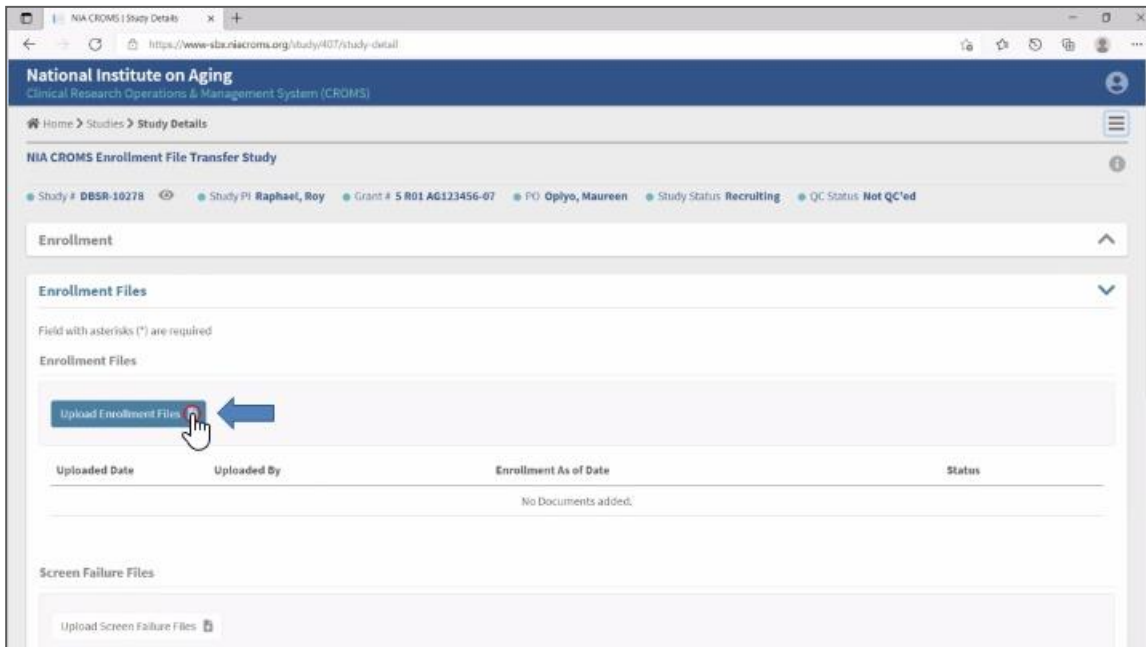 NIA CROMS | Study Details
https://www-sbx.niacroms.org/study/407/study-detail
National Institute on Aging
Clinical Research Operations & Management System (CROMS)
Home > Studies > Study Details
NIA CROMS Enrollment File Transfer Study
Study # DBSR-10278 Study PI Raphael, Roy Grant # 5 R01 AG123456-07 PO Opiyo, Maureen Study Status Recruiting QC Status Not QC'ed
Enrollment
Enrollment Files
Field with asterisks (*) are required
Enrollment Files
Upload Enrollment Files
Uploaded Date Uploaded By Enrollment As of Date Status
No Documents added.
Screen Failure Files
Upload Screen Failure Files